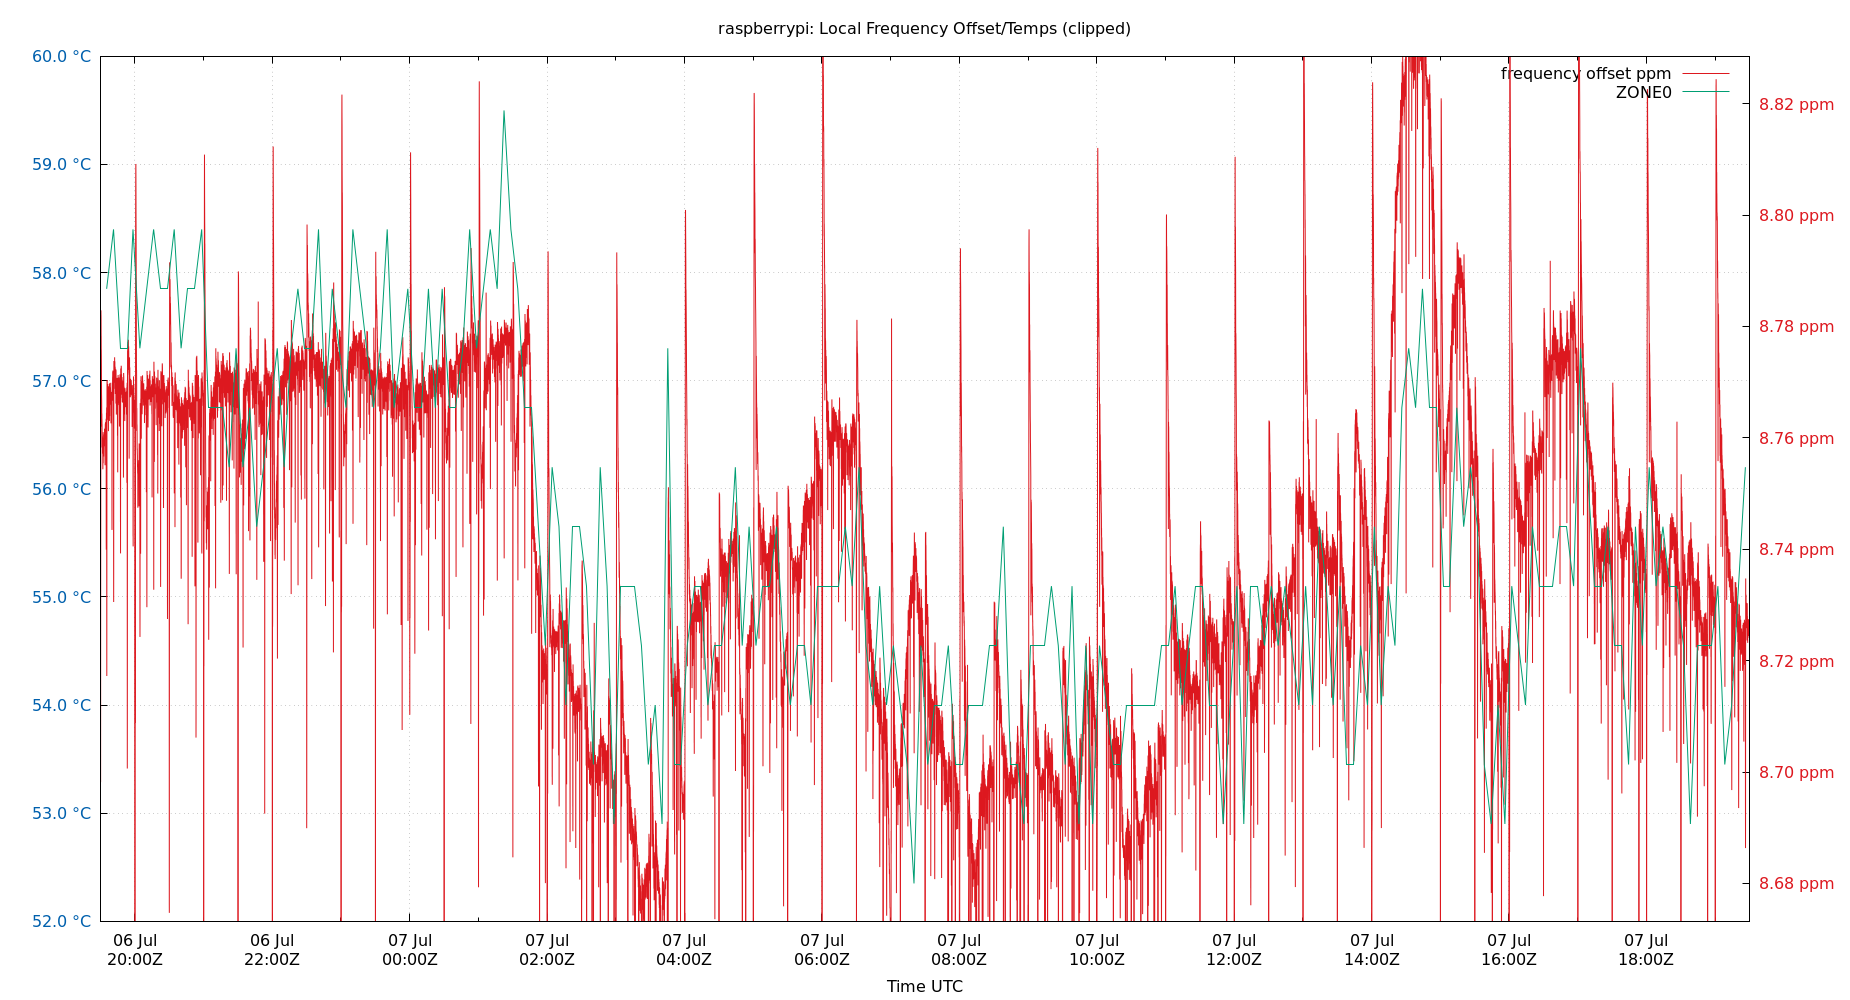 raspberrypi: Local Frequency Offset/Temps (clipped)
60.0 °C
59.0 °C
58.0 °C
57.0 °C
56.0 °C
55.0 °C
54.0 °C
53.0 °C
52.0 °C
frequency offset ppm
ZONE0
8.82 ppm
8.80 ppm
8.78 ppm
8.76 ppm
8.74 ppm
8.72 ppm
8.70 ppm
8.68 ppm
06 Jul 06 Jul 07 Jul 07 Jul 07 Jul 07 Jul 07 Jul 07 Jul 07 Jul 07 Jul 07 Jul 07 Jul
20:00Z 22:00Z 00:00Z 02:00Z 04:00Z 06:00Z 08:00Z 10:00Z 12:00Z 14:00Z 16:00Z 18:00Z
Time UTC